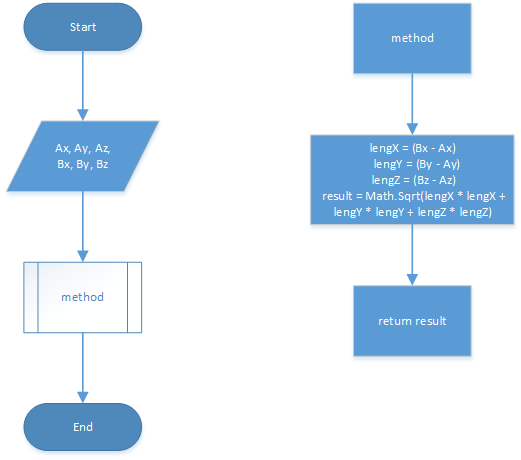 Start
Ax, Ay, Az,
Bx, By, Bz
method
End
method
lengX = (Bx - Ax)
lengY = (By - Ay)
lengZ = (Bz - Az)
result = Math.Sqrt(lengX * lengX +
lengY * lengY + lengZ * lengZ)
return result